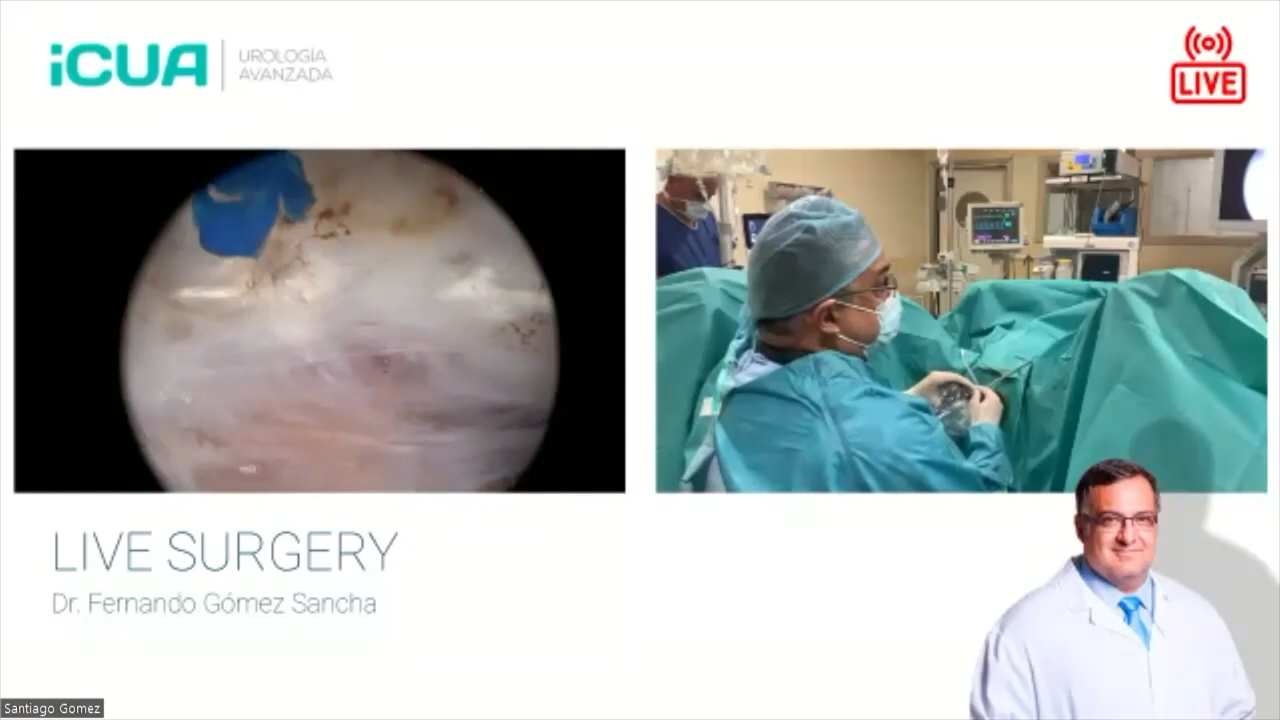 iCUA
UROLOGÍA
AVANZADA
LIVE
LIVE SURGERY
Dr. Fernando Gómez Sancha
Santiago Gomez